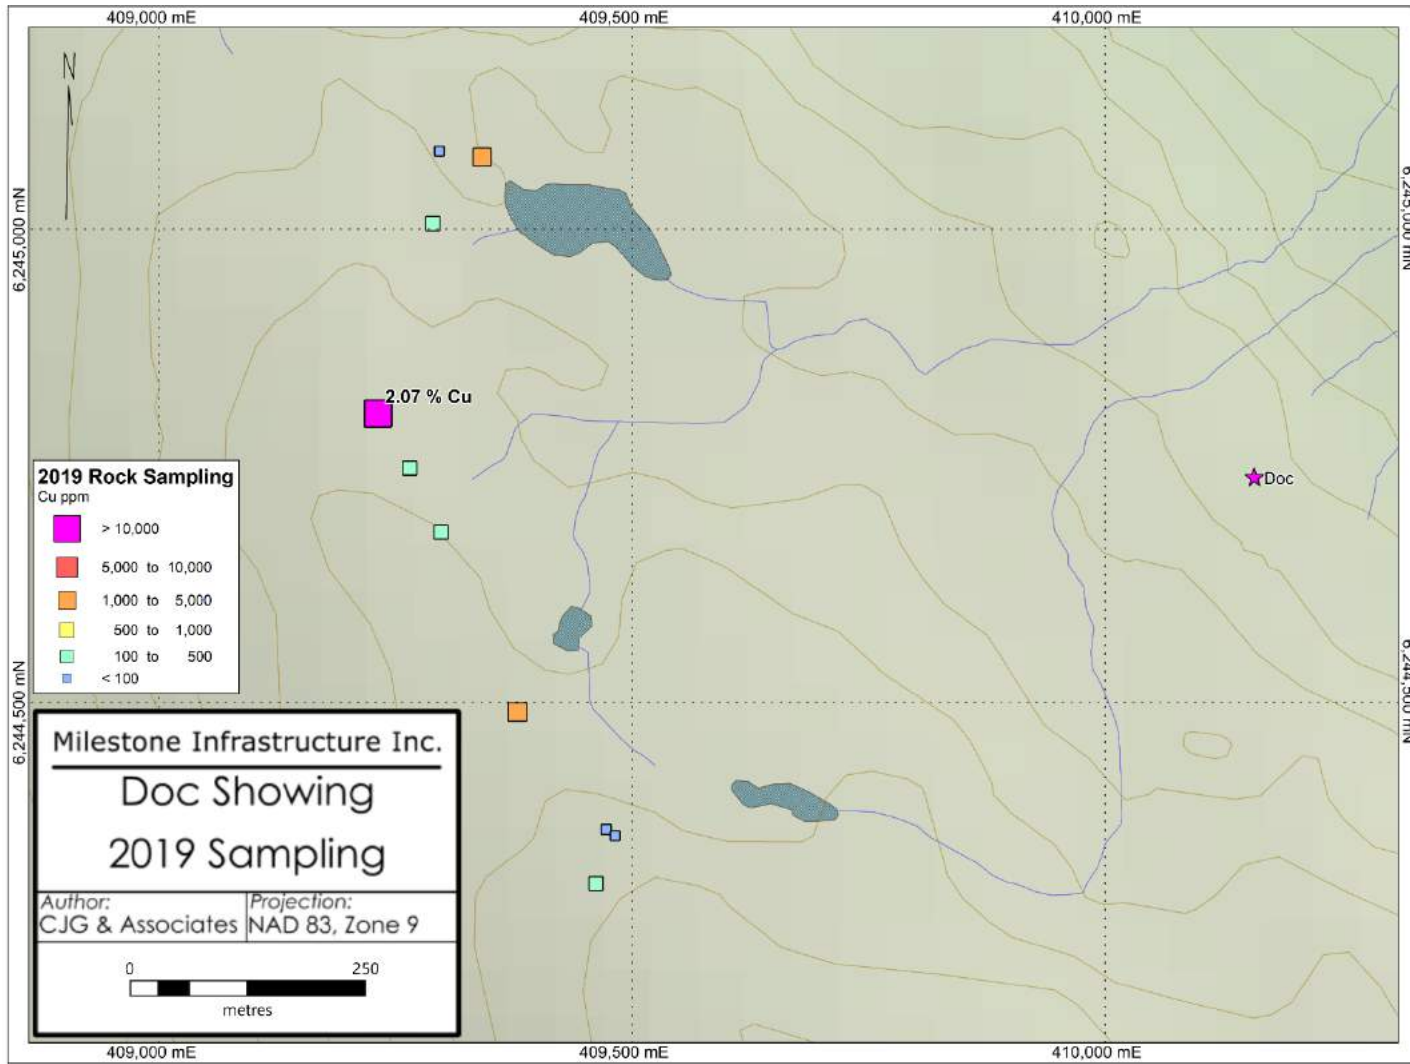 409,000 mE 409,500 mE 410,000 mE
N
6,245,000 mN 6,245,000 mN
2.07 % Cu
Doc
2019 Rock Sampling
Cu ppm
> 10,000
5,000 to 10,000
1,000 to 5,000
500 to 1,000
100 to 500
< 100
6,244,500 mN 6,244,500 mN
Milestone Infrastructure Inc.
Doc Showing
2019 Sampling
Author: Projection:
CJG & Associates NAD 83, Zone 9
0 250
metres
409,000 mE 409,500 mE 410,000 mE